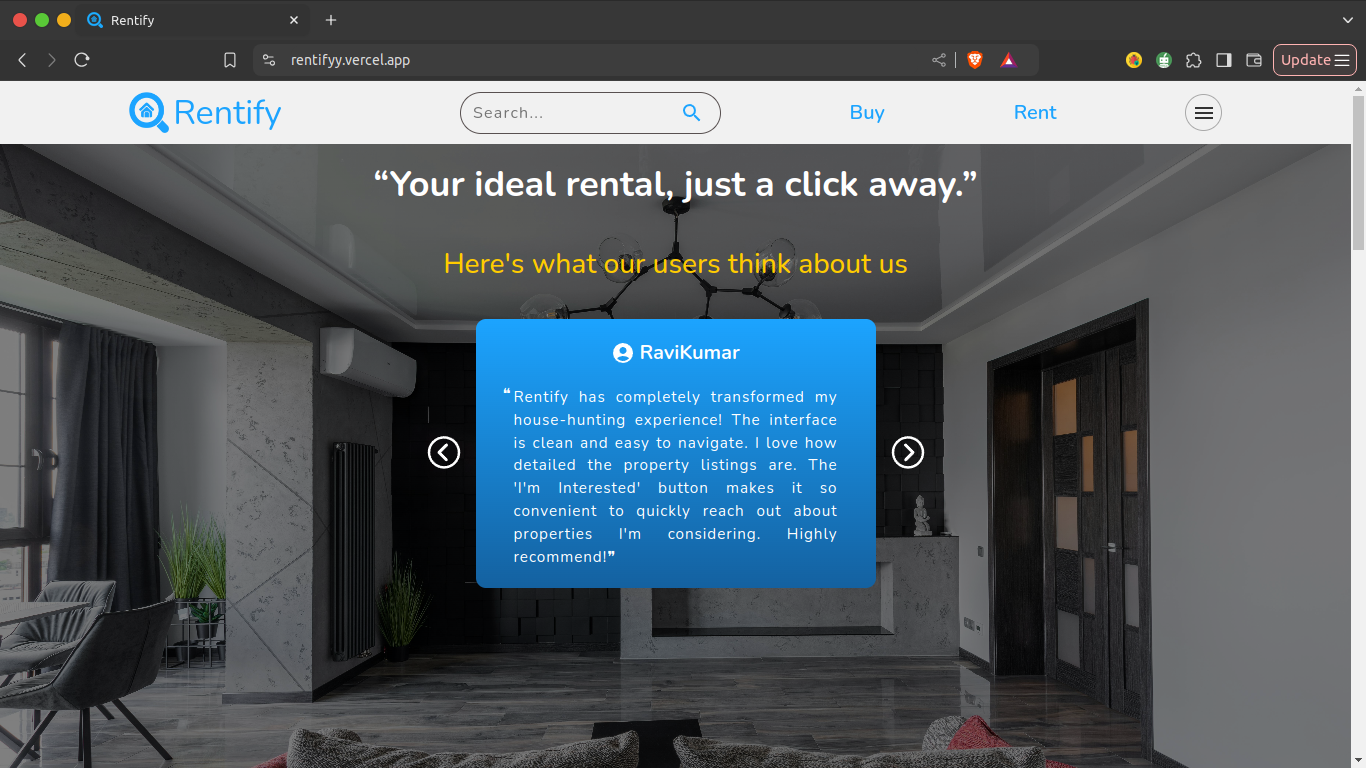 Rentify
rentifyy.vercel.app
Update
Rentify
Search...
Buy
Rent
“Your ideal rental, just a click away.”
Here's what our users think about us
RaviKumar
❝Rentify has completely transformed my
house-hunting experience! The interface
is clean and easy to navigate. I love how
detailed the property listings are. The
'I'm Interested' button makes it so
convenient to quickly reach out about
properties I'm considering. Highly
recommend!❞